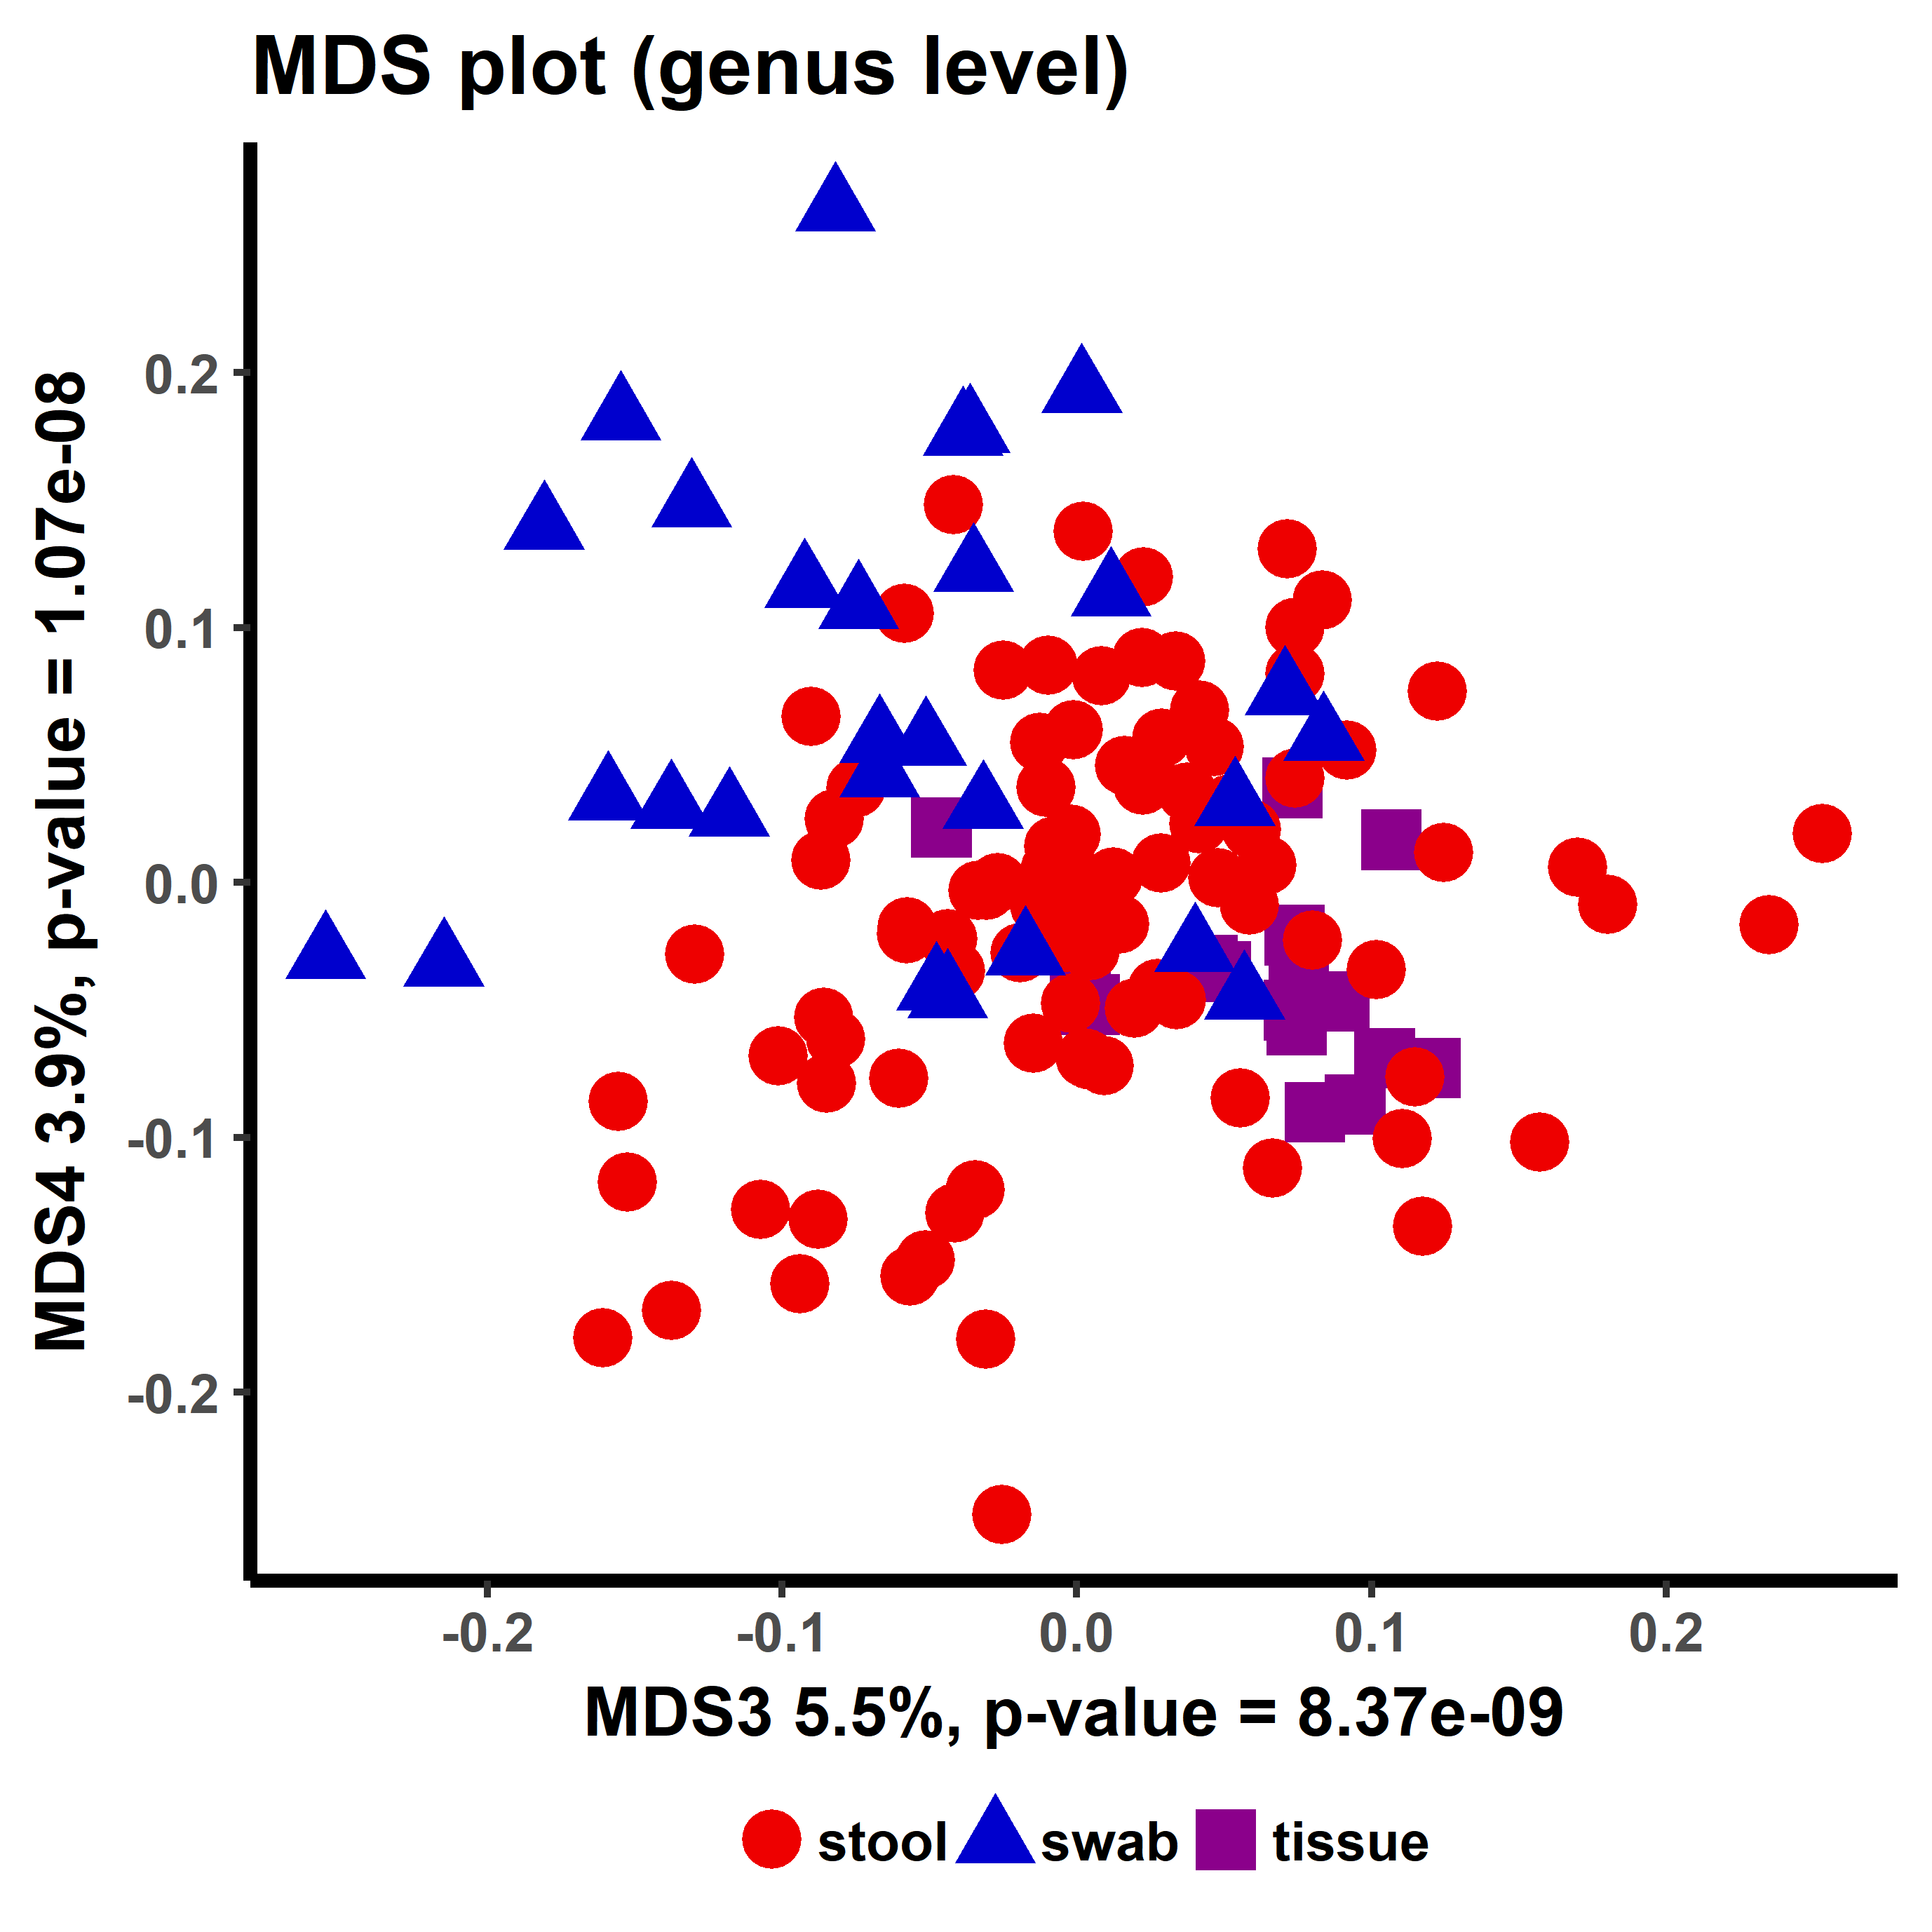 MDS plot (genus level)
MDS4 3.9%, p-value = 1.07e-08
0.2
0.1
0.0
-0.1
-0.2
-0.2 -0.1 0.0 0.1 0.2
MDS3 5.5%, p-value = 8.37e-09
stool swab tissue